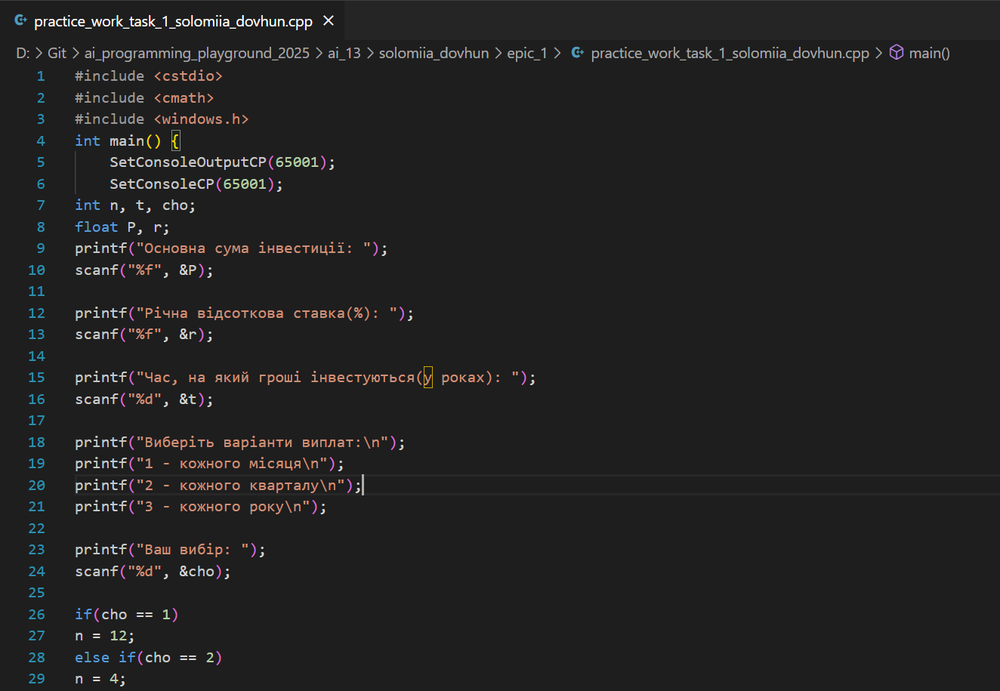 practice_work_task_1_solomiia_dovhun.cpp
D: > Git > ai_programming_playground_2025 > ai_13 > solomiia_dovhun > epic_1 > practice_work_task_1_solomiia_dovhun.cpp > main()
1 #include <cstdio>
2 #include <cmath>
3 #include <windows.h>
4 int main() {
5     SetConsoleOutputCP(65001);
6     SetConsoleCP(65001);
7 int n, t, cho;
8 float P, r;
9 printf("Основна сума інвестиції: ");
10 scanf("%f", &P);
11
12 printf("Річна відсоткова ставка(%): ");
13 scanf("%f", &r);
14
15 printf("Час, на який гроші інвестуються(у роках): ");
16 scanf("%d", &t);
17
18 printf("Виберіть варіанти виплат:\n");
19 printf("1 - кожного місяця\n");
20 printf("2 - кожного кварталу\n");
21 printf("3 - кожного року\n");
22
23 printf("Ваш вибір: ");
24 scanf("%d", &cho);
25
26 if(cho == 1)
27 n = 12;
28 else if(cho == 2)
29 n = 4;